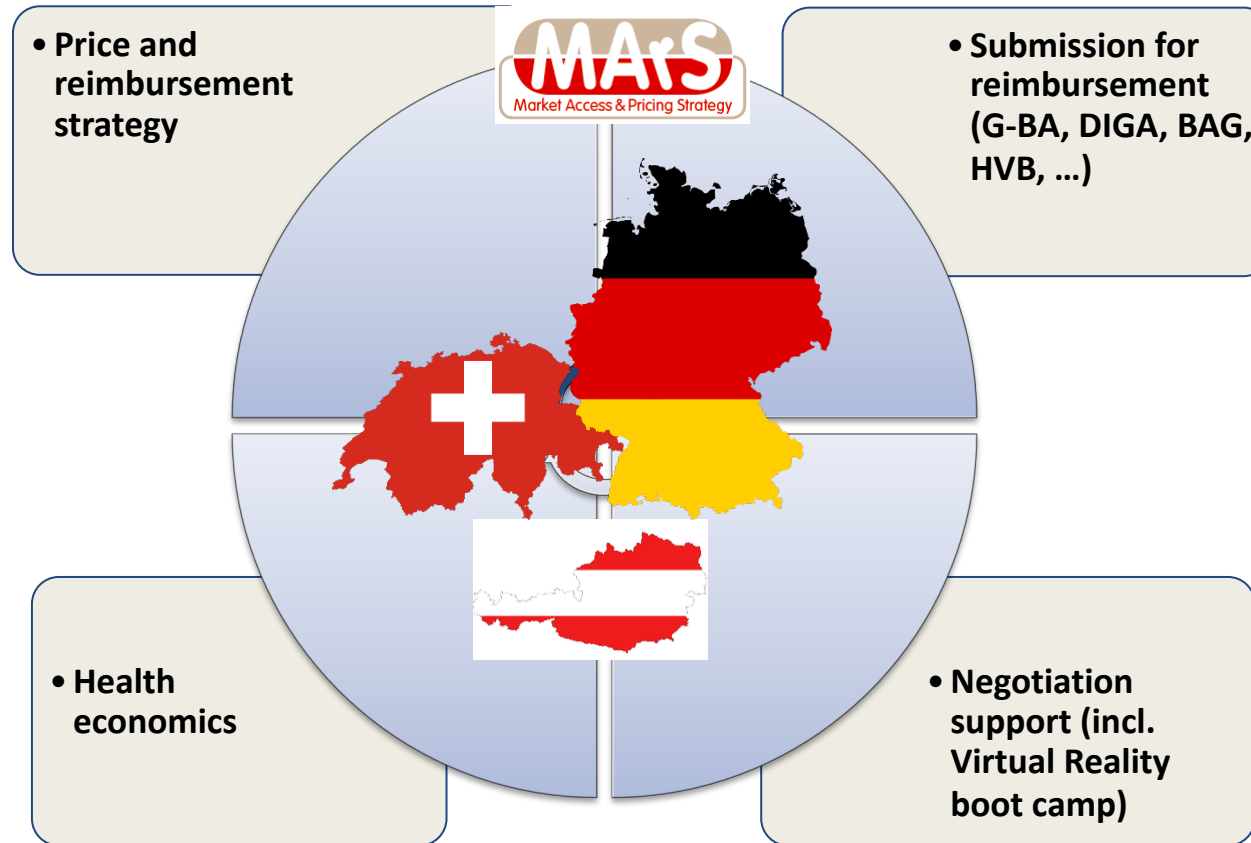 • Price and
reimbursement
strategy
MArS
Market Access & Pricing Strategy
• Submission for
reimbursement
(G-BA, DIGA, BAG,
HVB, …)
• Health
economics
• Negotiation
support (incl.
Virtual Reality
boot camp)